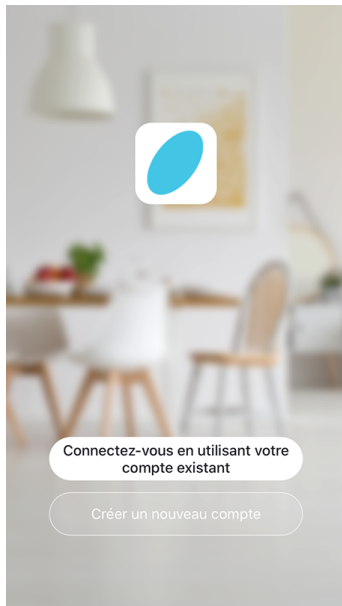 Connectez-vous en utilisant votre
compte existant
Créer un nouveau compte